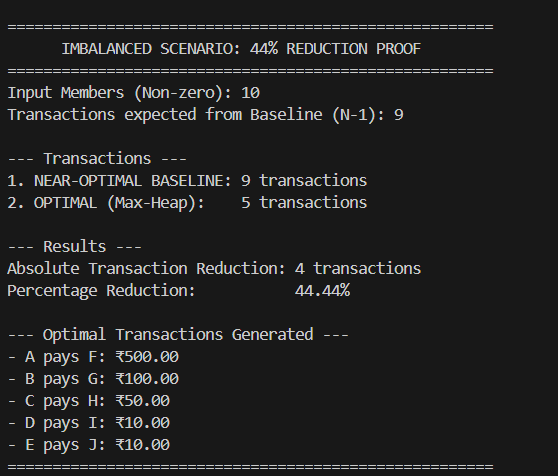 ======================================================
IMBALANCED SCENARIO: 44% REDUCTION PROOF
======================================================
Input Members (Non-zero): 10
Transactions expected from Baseline (N-1): 9
--- Transactions ---
1. NEAR-OPTIMAL BASELINE: 9 transactions
2. OPTIMAL (Max-Heap):    5 transactions
--- Results ---
Absolute Transaction Reduction: 4 transactions
Percentage Reduction:           44.44%
--- Optimal Transactions Generated ---
- A pays F: ₹500.00
- B pays G: ₹100.00
- C pays H: ₹50.00
- D pays I: ₹10.00
- E pays J: ₹10.00
======================================================